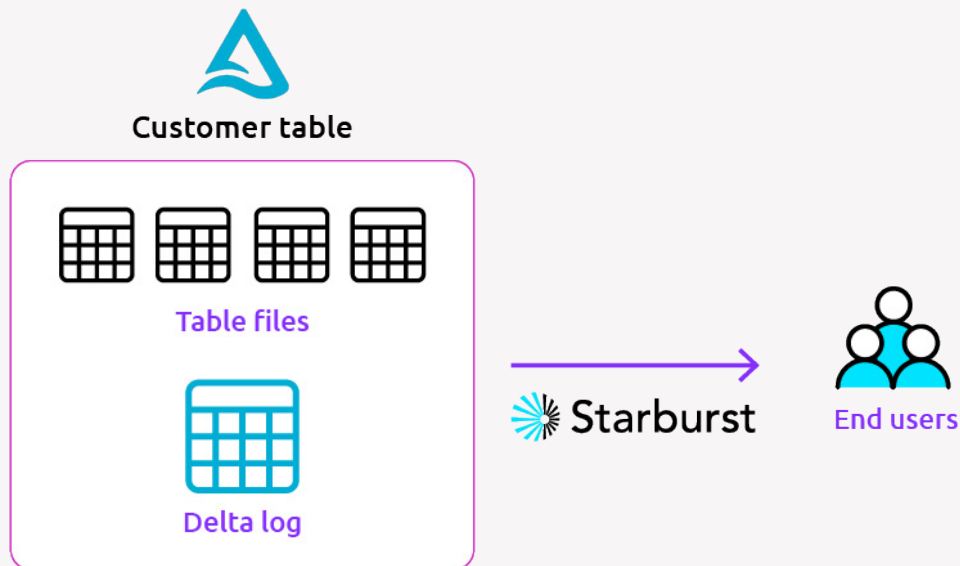 Customer table
Table files
Delta log
Starburst
End users